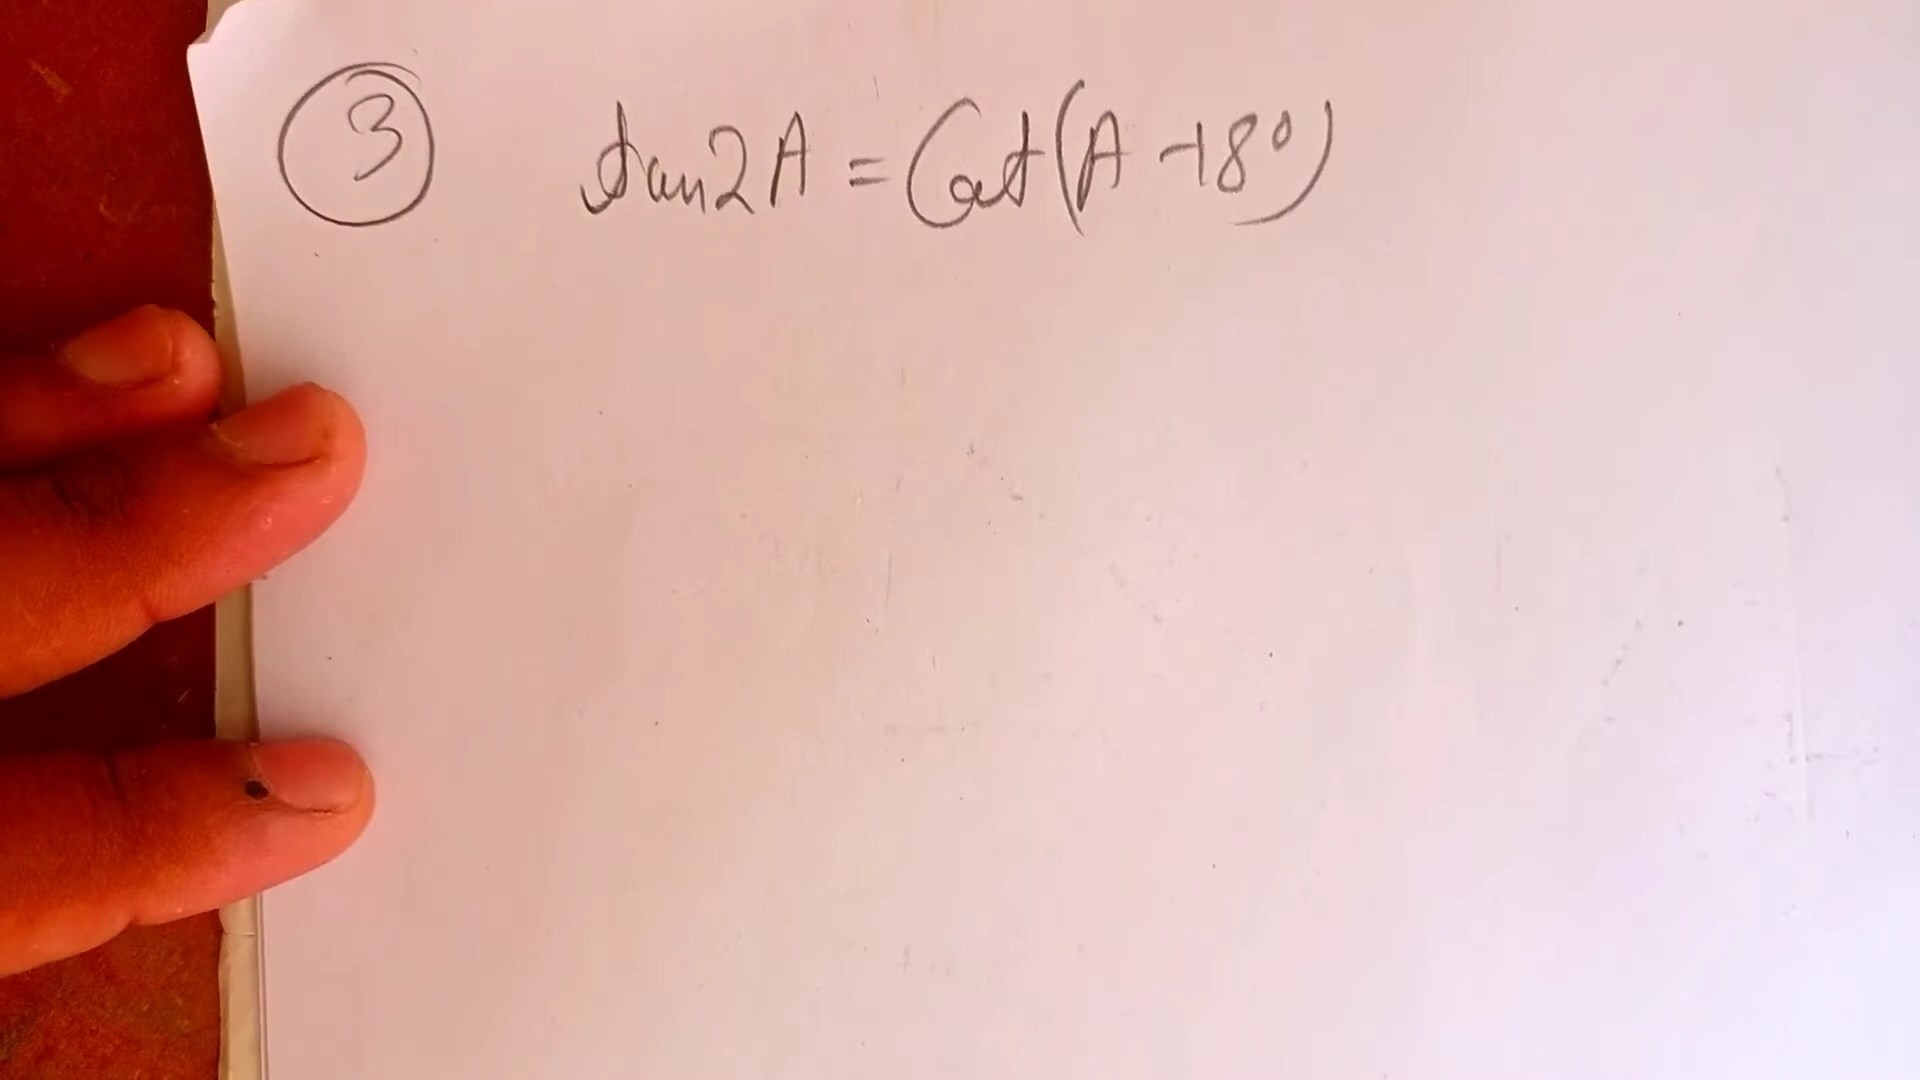 ③ tan2A = Cot(A-18°)